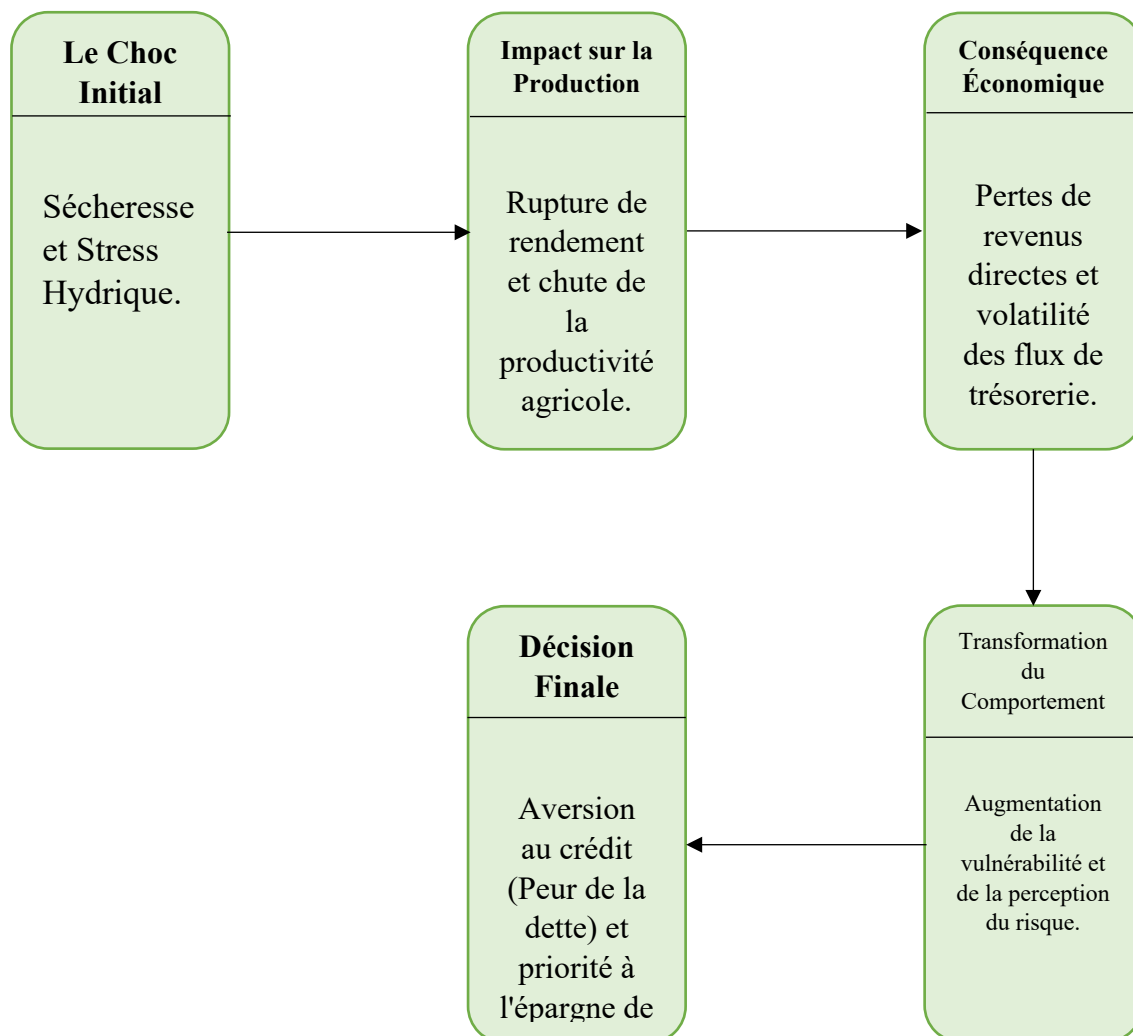 Le Choc
Initial
Sécheresse
et Stress
Hydrique.
Impact sur la
Production
Rupture de
rendement
et chute de
la
productivité
agricole.
Conséquence
Économique
Pertes de
revenus
directes et
volatilité
des flux de
trésorerie.
Transformation
du
Comportement
Augmentation
de la
vulnérabilité et
de la perception
du risque.
Décision
Finale
Aversion
au crédit
(Peur de la
dette) et
priorité à
l'épargne de